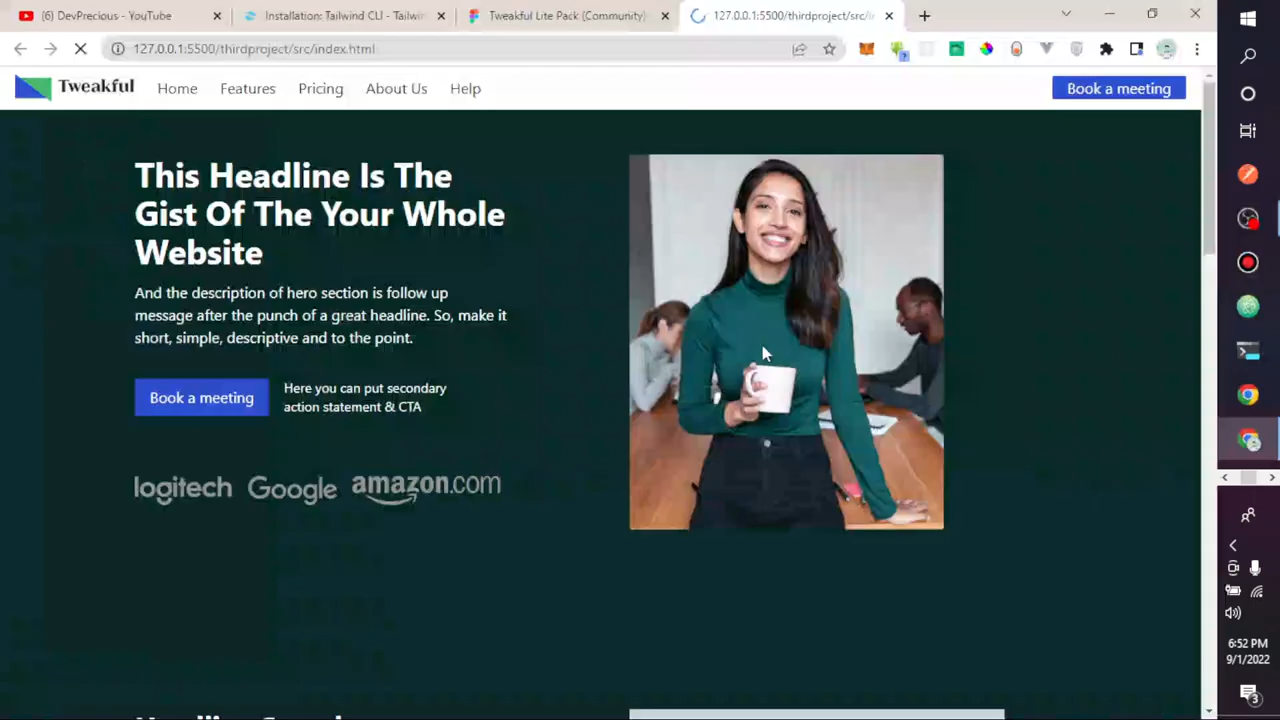 (6) DevPrecious - YouTube
Installation: Tailwind CLI - Tailwin
Tweakful Lite Pack (Community)
127.0.0.1:5500/thirdproject/src/in
127.0.0.1:5500/thirdproject/src/index.html
Tweakful
Home
Features
Pricing
About Us
Help
Book a meeting
This Headline Is The
Gist Of The Your Whole
Website
And the description of hero section is follow up
message after the punch of a great headline. So, make it
short, simple, descriptive and to the point.
Book a meeting
Here you can put secondary
action statement & CTA
logitech
Google
amazon.com
6:52 PM
9/1/2022
3